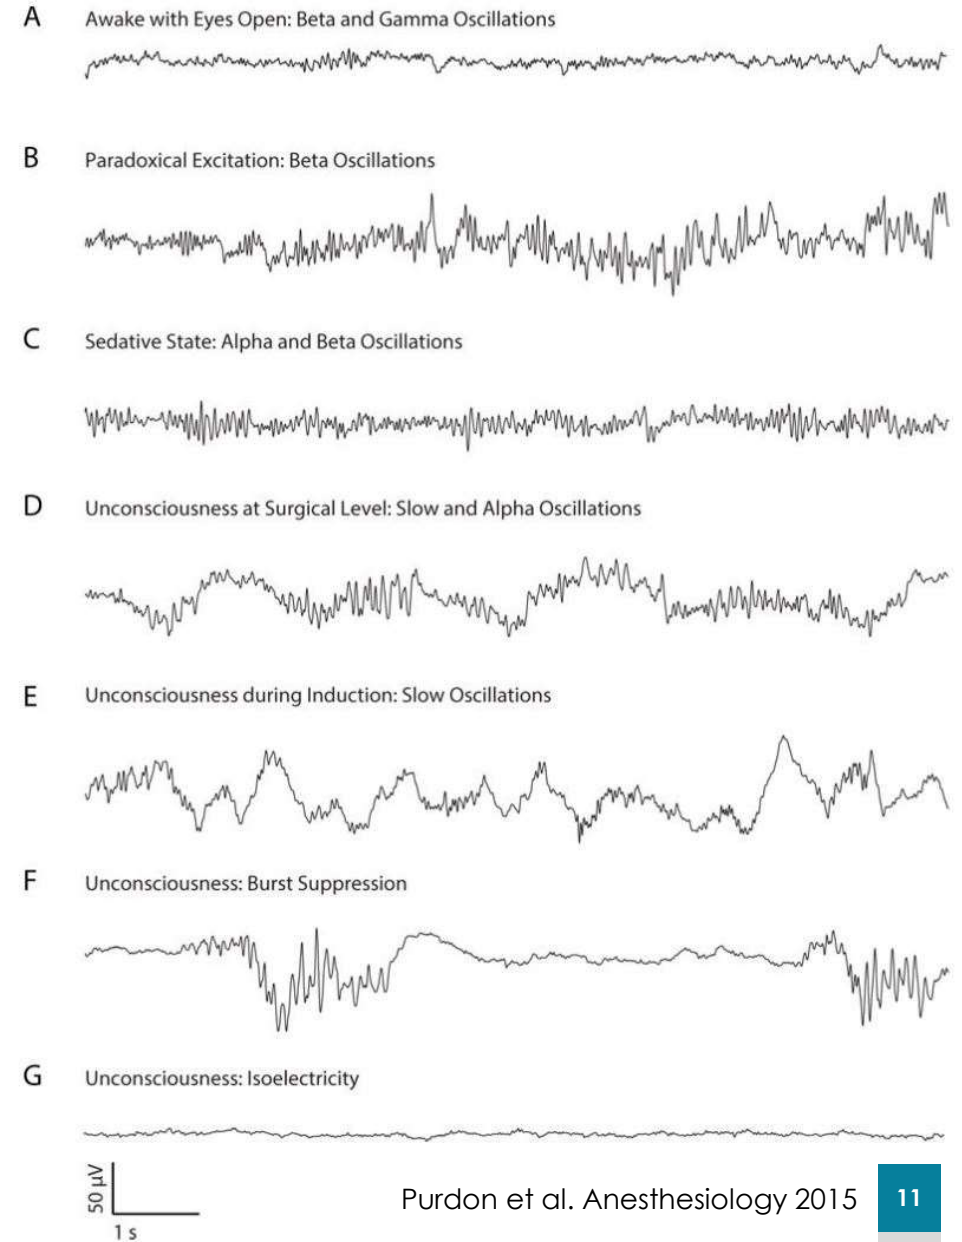 A
Awake with Eyes Open: Beta and Gamma Oscillations
B
Paradoxical Excitation: Beta Oscillations
C
Sedative State: Alpha and Beta Oscillations
D
Unconsciousness at Surgical Level: Slow and Alpha Oscillations
E
Unconsciousness during Induction: Slow Oscillations
F
Unconsciousness: Burst Suppression
G
Unconsciousness: Isoelectricity
50 µV
1 s
Purdon et al. Anesthesiology 2015
11